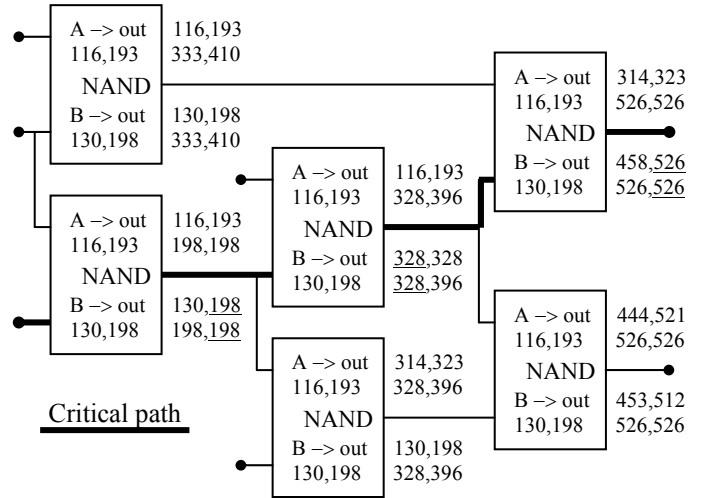 A –> out
116,193
NAND
B –> out
130,198
116,193
333,410
130,198
333,410
A –> out
116,193
NAND
B –> out
130,198
116,193
198,198
130,198
198,198
A –> out
116,193
NAND
B –> out
130,198
116,193
328,396
328,328
328,396
A –> out
116,193
NAND
B –> out
130,198
314,323
328,396
130,198
328,396
A –> out
116,193
NAND
B –> out
130,198
314,323
526,526
458,526
526,526
A –> out
116,193
NAND
B –> out
130,198
444,521
526,526
453,512
526,526
Critical path